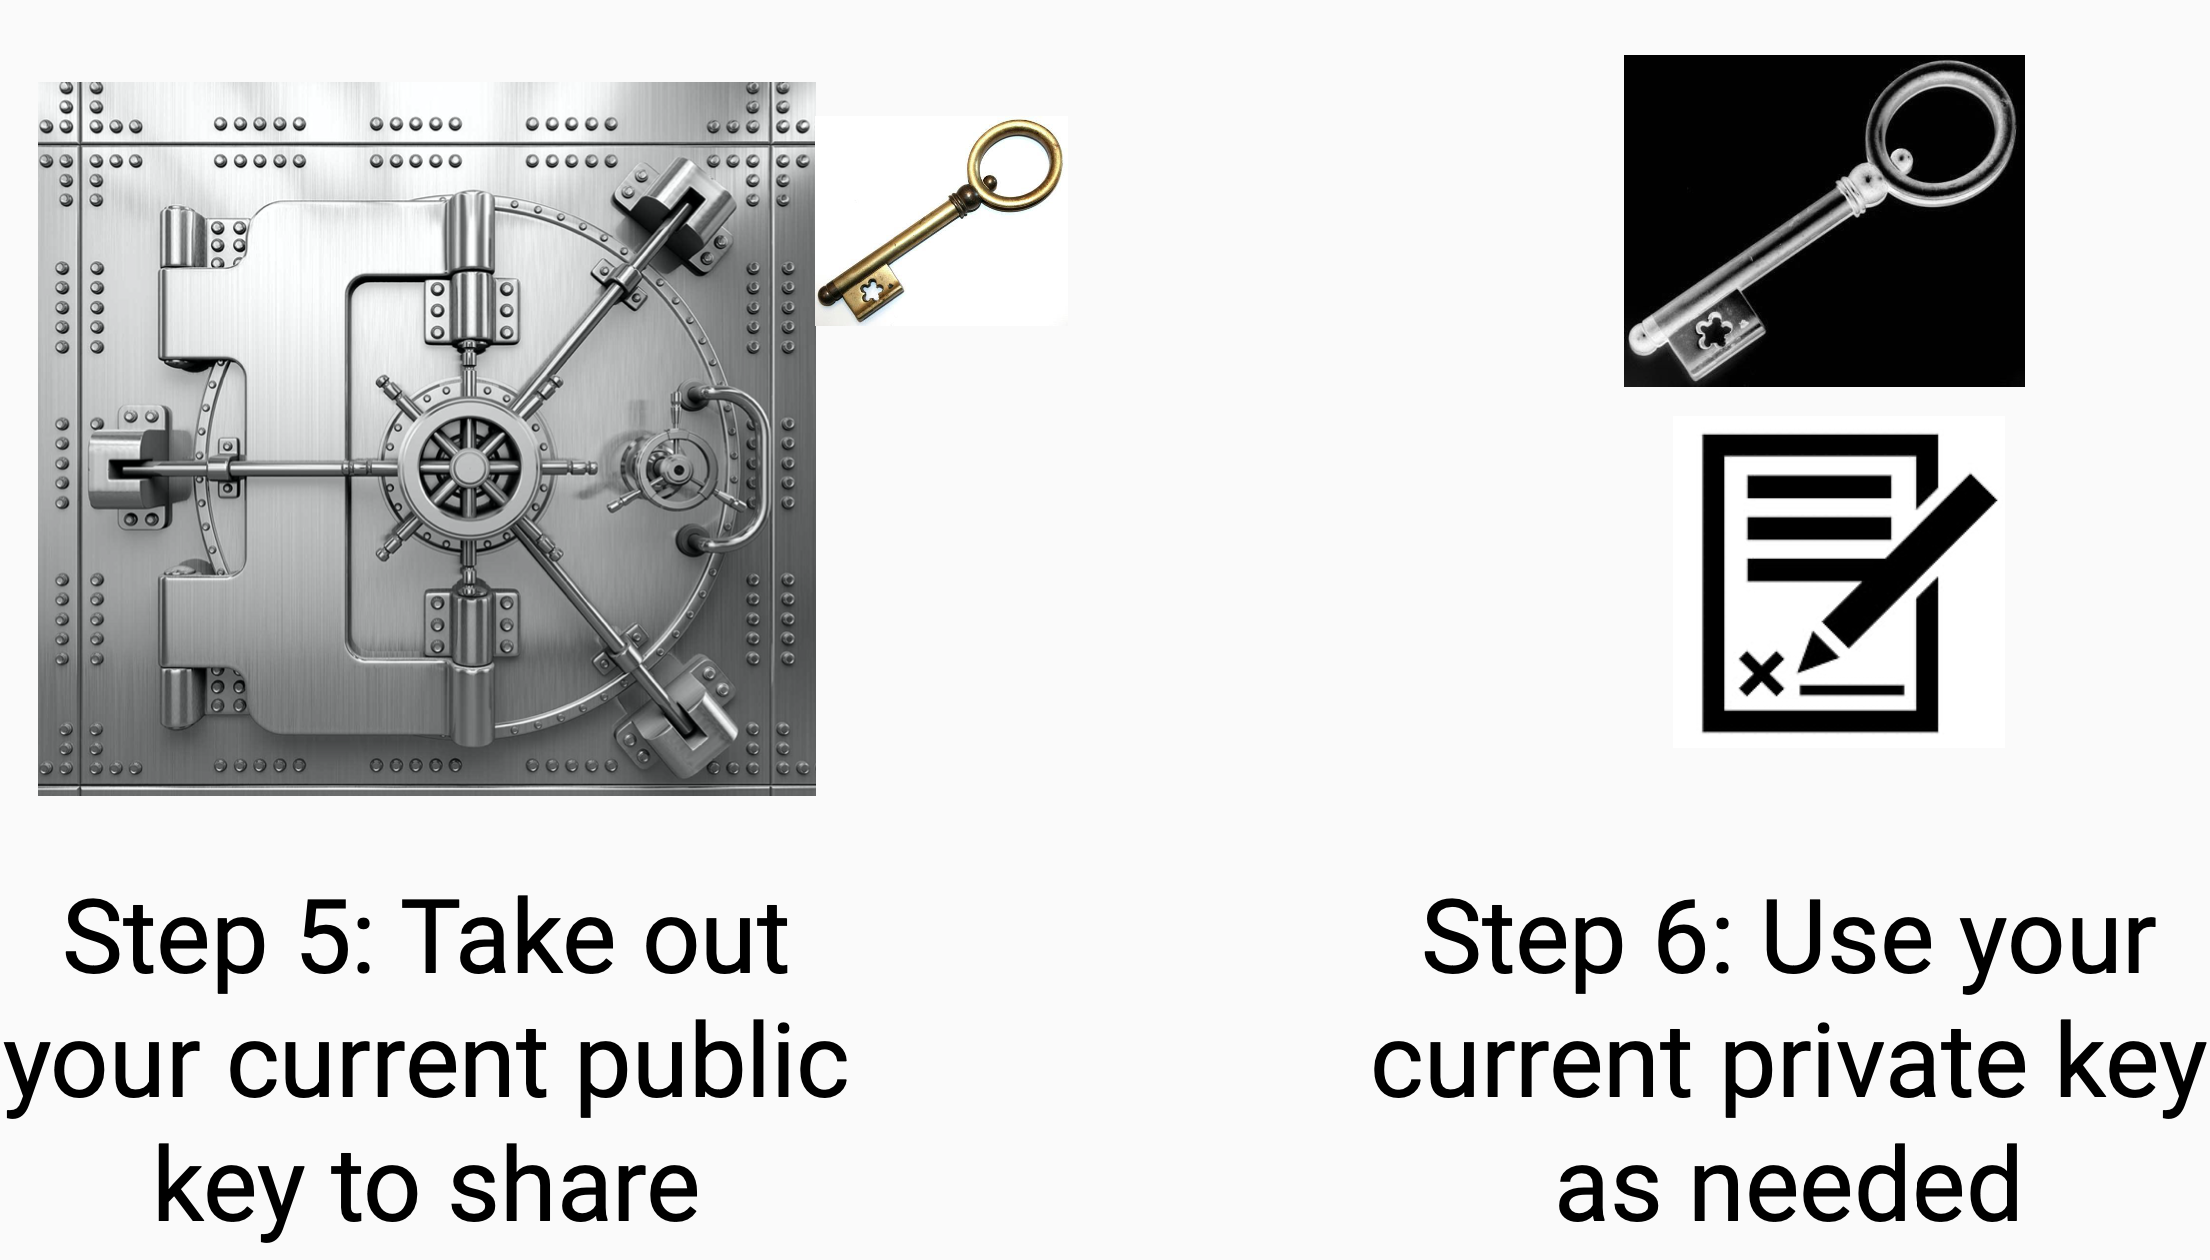 Step 5: Take out
your current public
key to share
Step 6: Use your
current private key
as needed